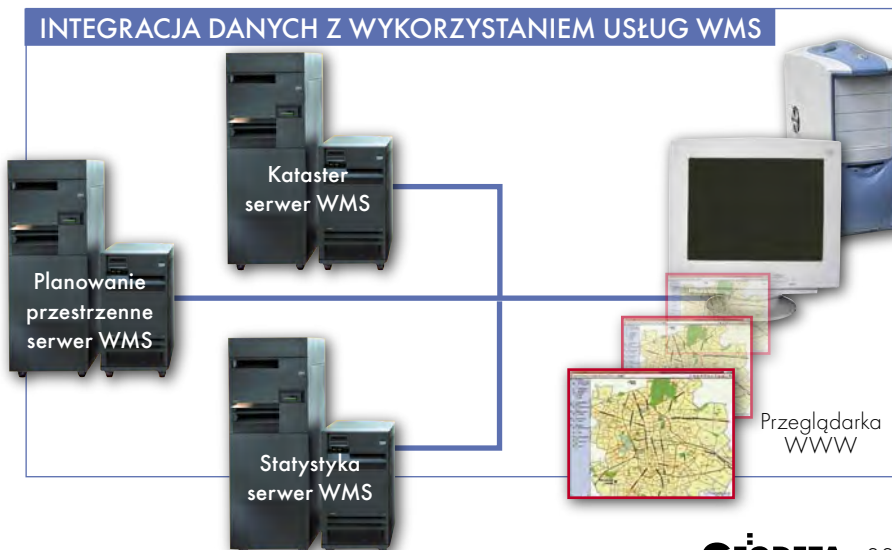 INTEGRACJA DANYCH Z WYKORZYSTANIEM USŁUG WMS
Kataster
serwer WMS
Planowanie
przestrzenne
serwer WMS
Statystyka
serwer WMS
Przeglądarka
WWW